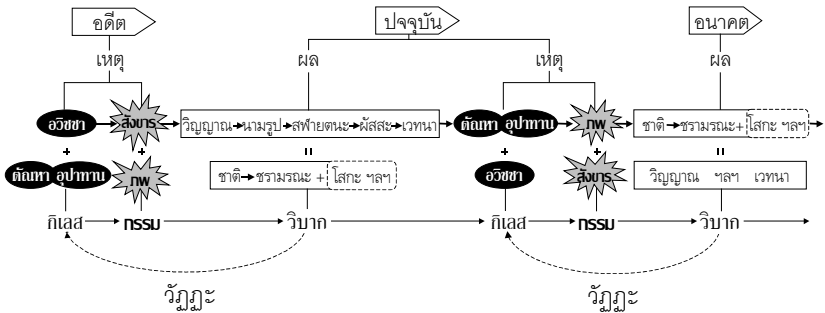 อดีต ปัจจุบัน อนาคต
เหตุ ผล เหตุ ผล
อวิชชา สังขาร วิญญาณ นามรูป สฬายตนะ ผัสสะ เวทนา ตัณหา อุปาทาน ภพ ชาติ ชรามรณะ + โสกะ ฯลฯ
+ + = + + =
ตัณหา อุปาทาน ภพ ชาติ ชรามรณะ + โสกะ ฯลฯ อวิชชา สังขาร วิญญาณ ฯลฯ เวทนา
กิเลส กรรม วิบาก กิเลส กรรม วิบาก
วัฏฏะ วัฏฏะ